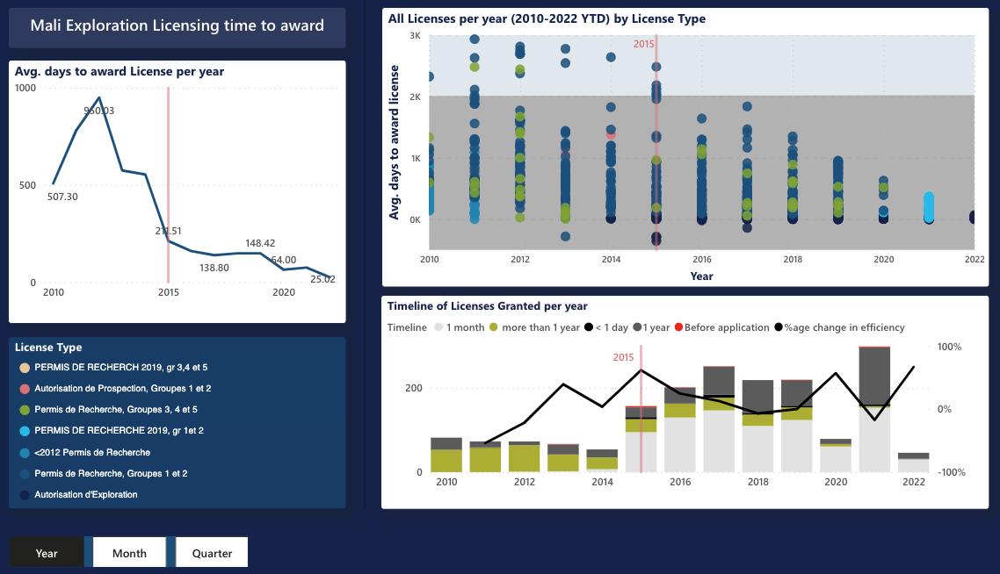 Mali Exploration Licensing time to award
Avg. days to award License per year
1000
500
0
950.03
507.30
211.51
138.80
148.42
64.00
25.02
2010
2015
2020
License Type
PERMIS DE RECHERCH 2019, gr 3,4 et 5
Autorisation de Prospection, Groupes 1 et 2
Permis de Recherche, Groupes 3, 4 et 5
PERMIS DE RECHERCHE 2019, gr 1et 2
<2012 Permis de Recherche
Permis de Recherche, Groupes 1 et 2
Autorisation d'Exploration
Year
Month
Quarter
All Licenses per year (2010-2022 YTD) by License Type
Avg. days to award license
3K
2K
1K
0K
2015
2010
2012
2014
2016
2018
2020
2022
Year
Timeline of Licenses Granted per year
Timeline 1 month more than 1 year < 1 day 1 year Before application %age change in efficiency
200
0
2015
100%
0%
-100%
2010
2012
2014
2016
2018
2020
2022